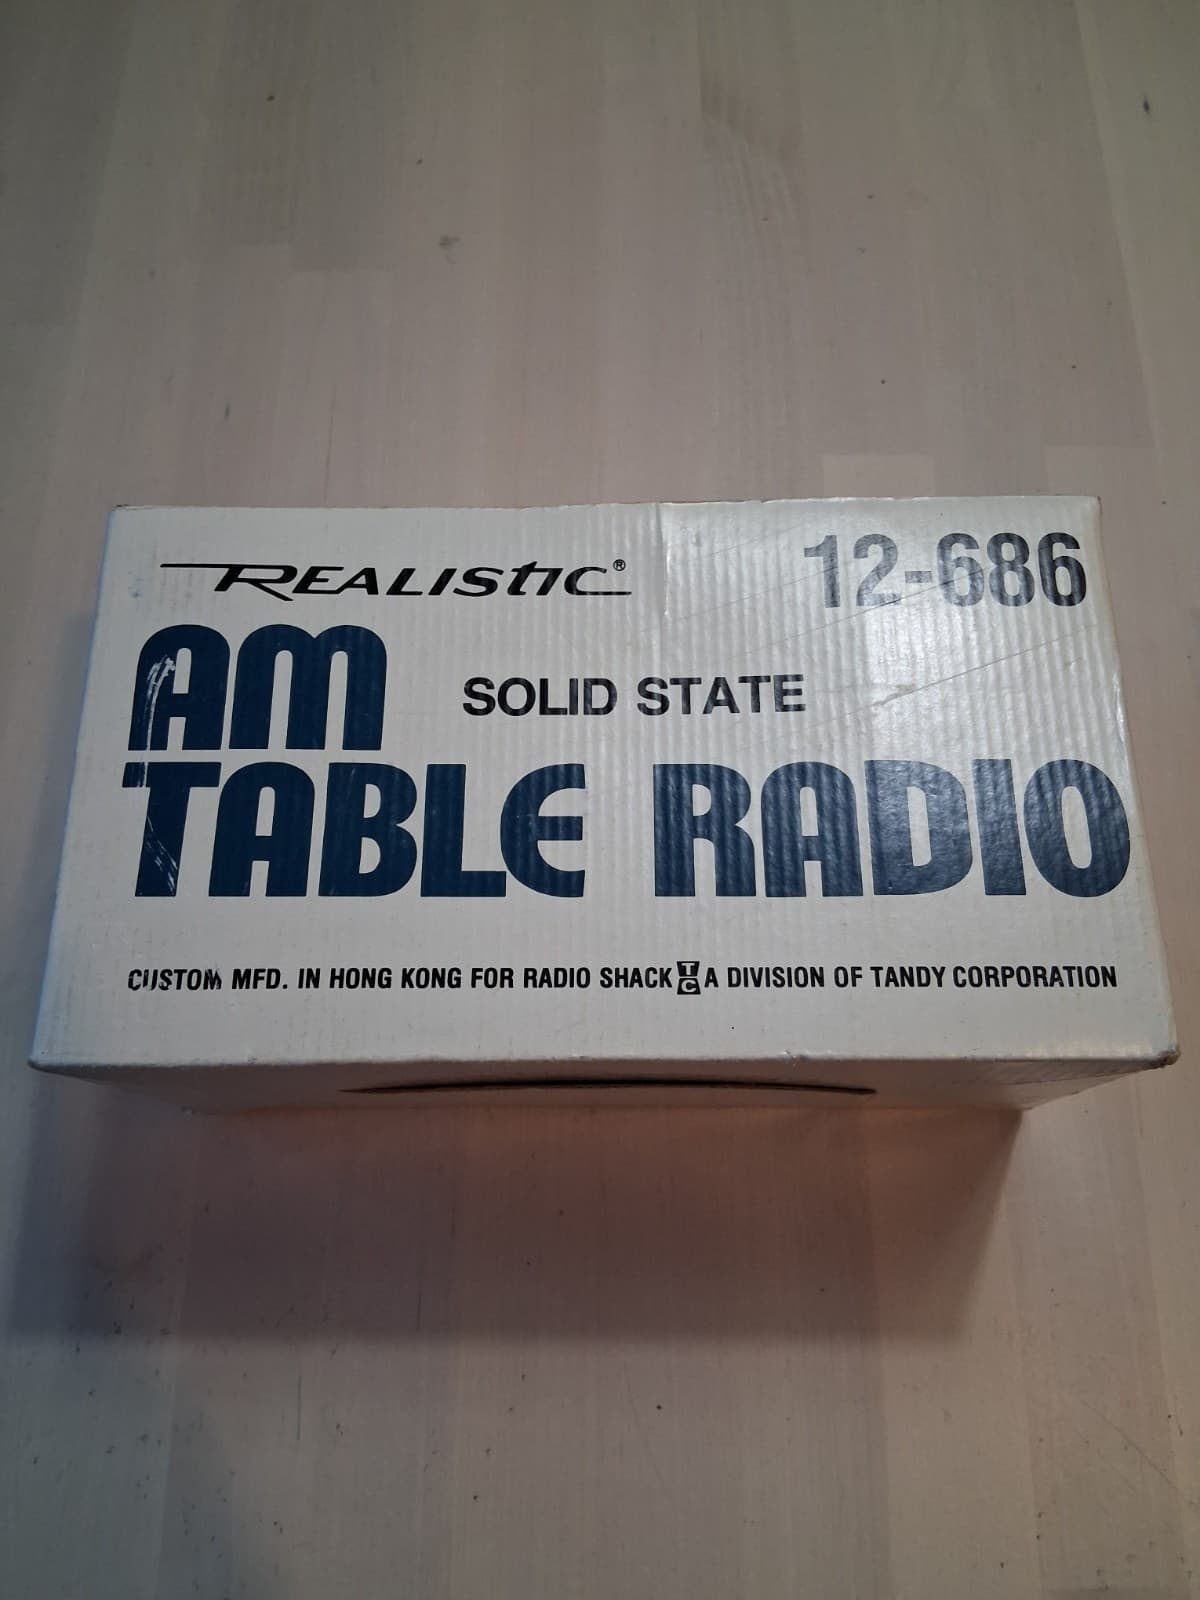 REALISTIC®
12-686
AM
SOLID STATE
TABLE RADIO
CUSTOM MFD. IN HONG KONG FOR RADIO SHACK TC A DIVISION OF TANDY CORPORATION